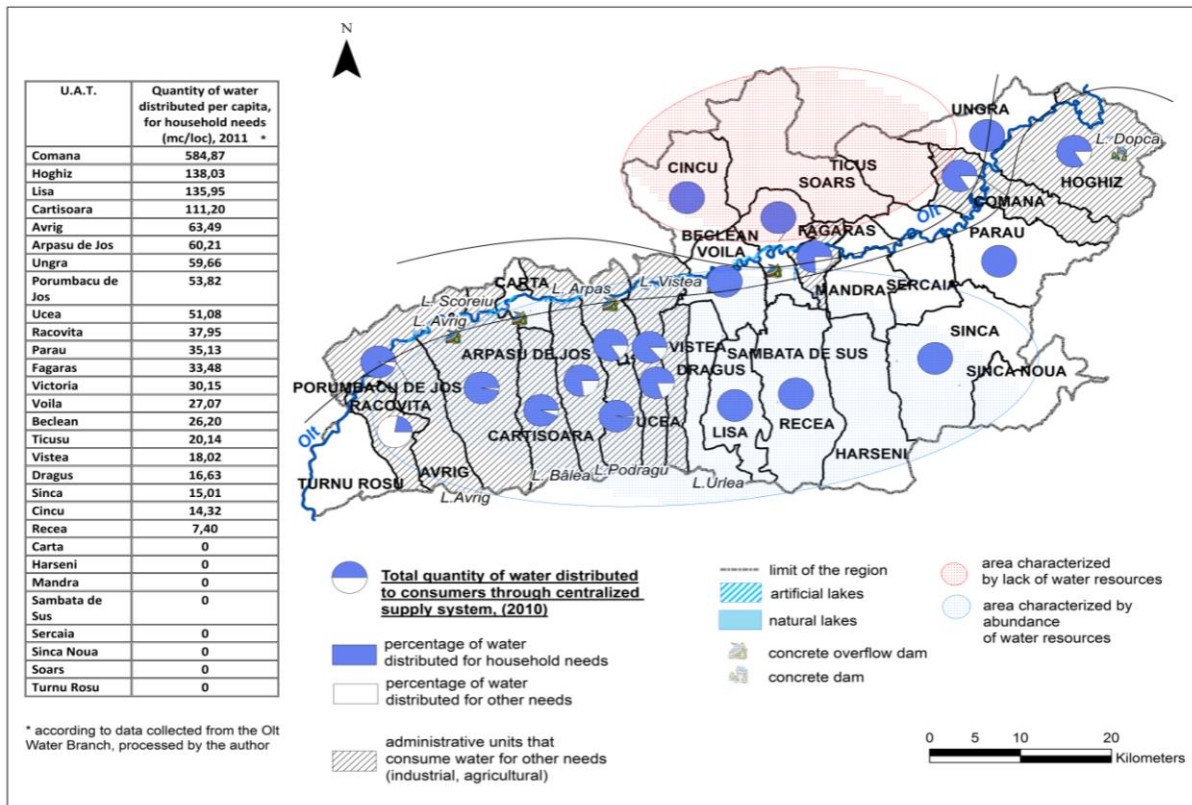 N
U.A.T.
Quantity of water
distributed per capita,
for household needs
(mc/loc), 2011 *
Comana 584,87
Hoghiz 138,03
Lisa 135,95
Cartisoara 111,20
Avrig 63,49
Arpasu de Jos 60,21
Ungra 59,66
Porumbacu de
Jos 53,82
Ucea 51,08
Racovita 37,95
Parau 35,13
Fagaras 33,48
Victoria 30,15
Voila 27,07
Beclean 26,20
Ticusu 20,14
Vistea 18,02
Dragus 16,63
Sinca 15,01
Cincu 14,32
Recea 7,40
Carta 0
Harseni 0
Mandra 0
Sambata de
Sus 0
Sercaia 0
Sinca Noua 0
Soars 0
Turnu Rosu 0
* according to data collected from the Olt
Water Branch, processed by the author
UNGRA
L. Dopca
HOGHIZ
CINCU
TICUS
SOARS
COMANA
Olt
BECLEAN
FAGARAS
PARAU
VOILA
L. Vistea
MANDRA
SERCAIA
CARTA
L. Arpas
L. Scoreiu
L. Avrig
SINCA
ARPASU DE JOS
VISTEA
SAMBATA DE SUS
DRAGUS
SINCA NOUA
PORUMBACU DE JOS
RACOVITA
UCEA
LISA
RECEA
CARTISOARA
HARSENI
Olt
TURNU ROSU
AVRIG
L.Avrig
L. Bâlea
L.Podragu
L.Urlea
Total quantity of water distributed
to consumers through centralized
supply system, (2010)
percentage of water
distributed for household needs
percentage of water
distributed for other needs
administrative units that
consume water for other needs
(industrial, agricultural)
limit of the region
artificial lakes
natural lakes
concrete overflow dam
concrete dam
area characterized
by lack of water resources
area characterized by
abundance
of water resources
0 5 10 20
Kilometers